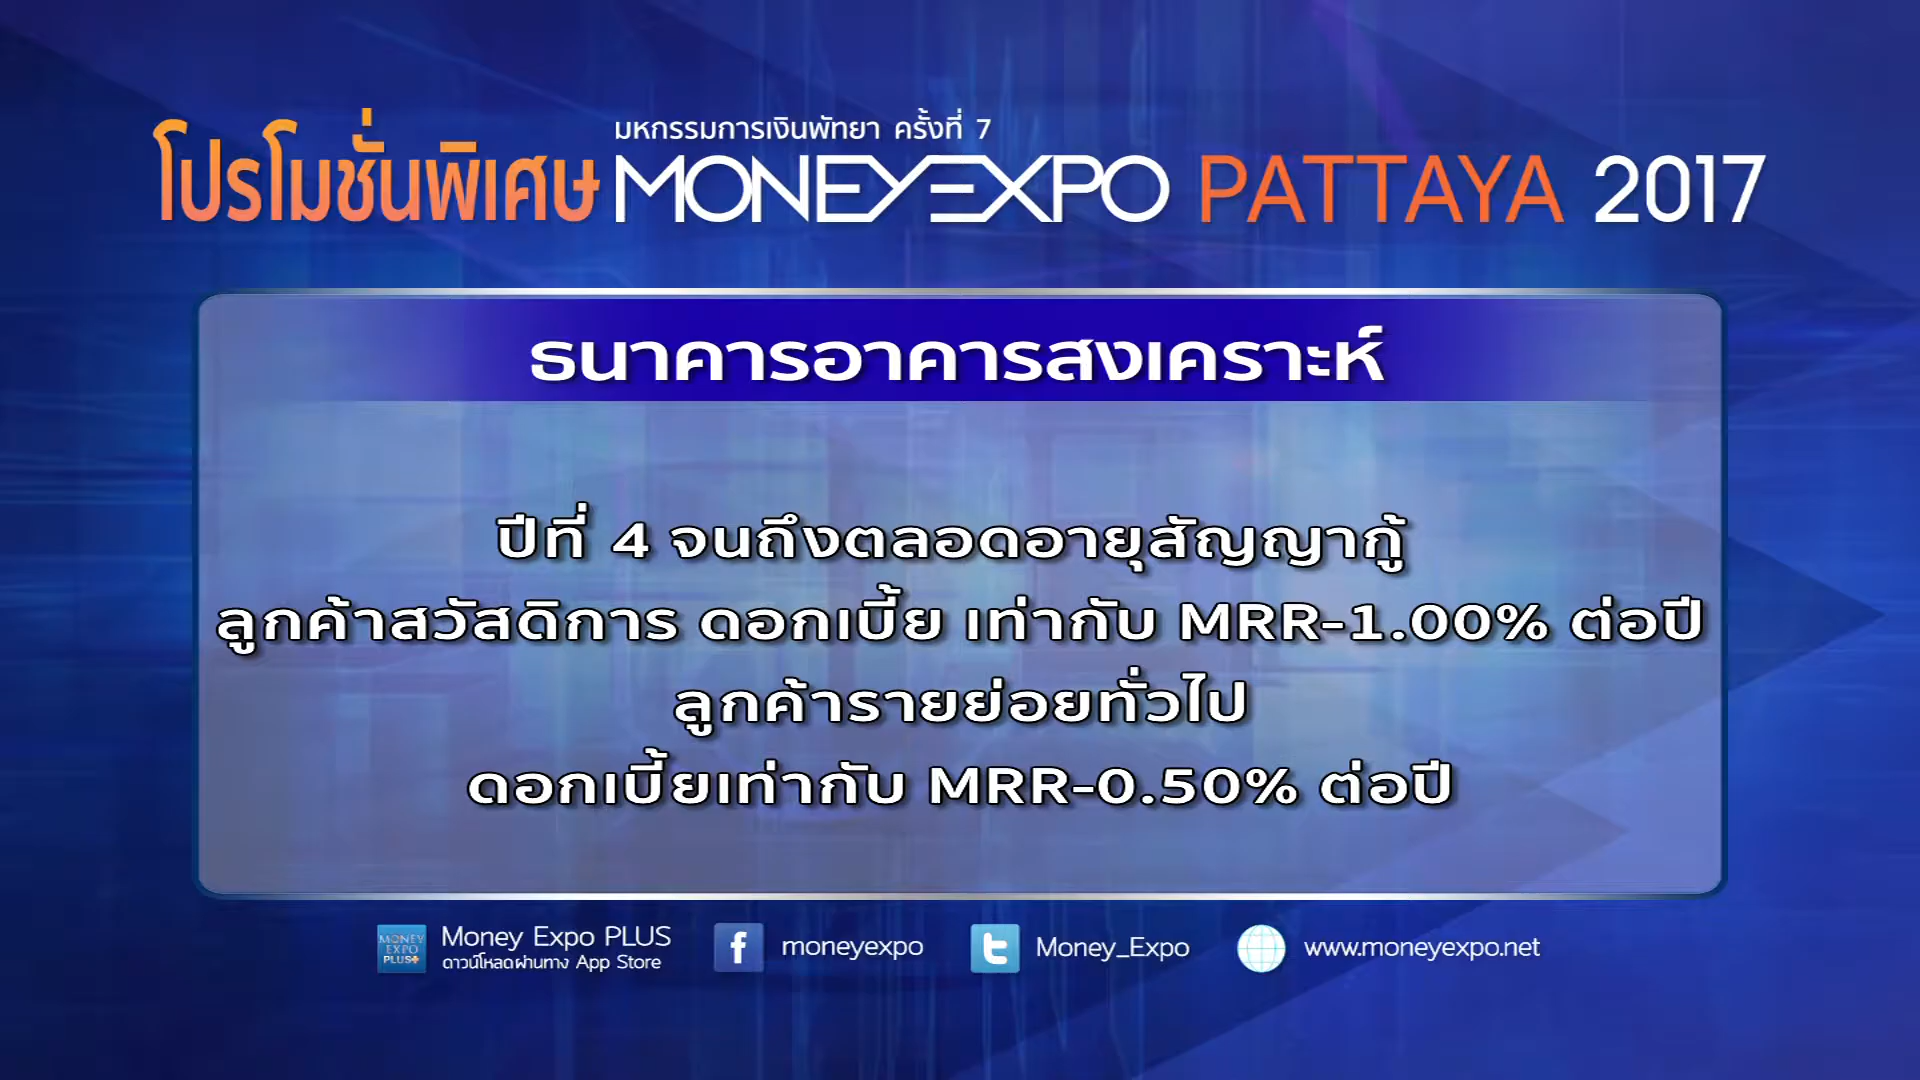 โปรโมชั่นพิเศษ
มหกรรมการเงินพัทยา ครั้งที่ 7
MONEYEXPO PATTAYA 2017
ธนาคารอาคารสงเคราะห์
ปีที่ 4 จนถึงตลอดอายุสัญญากู้
ลูกค้าสวัสดิการ ดอกเบี้ย เท่ากับ MRR-1.00% ต่อปี
ลูกค้ารายย่อยทั่วไป
ดอกเบี้ยเท่ากับ MRR-0.50% ต่อปี
MONEY EXPO PLUS+
Money Expo PLUS
ดาวน์โหลดผ่านทาง App Store
moneyexpo
Money_Expo
www.moneyexpo.net